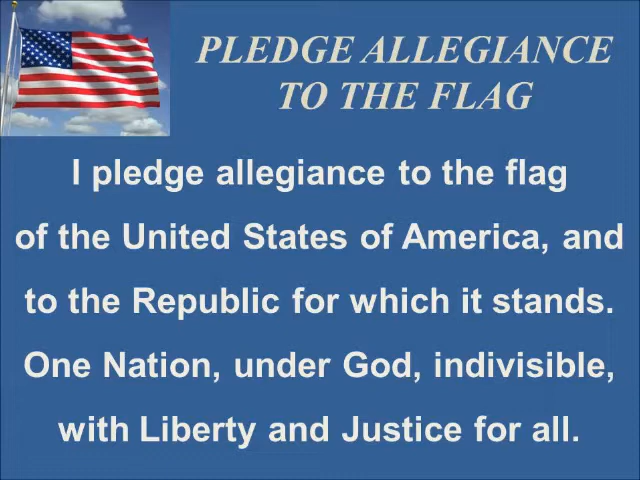 PLEDGE ALLEGIANCE
TO THE FLAG
I pledge allegiance to the flag
of the United States of America, and
to the Republic for which it stands.
One Nation, under God, indivisible,
with Liberty and Justice for all.